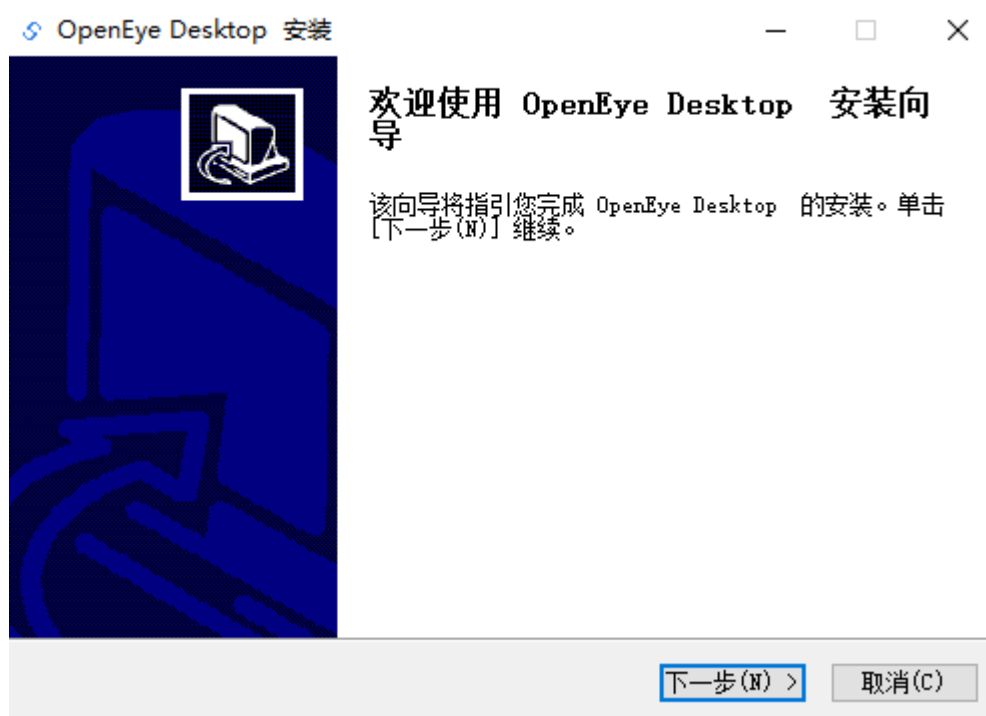 OpenEye Desktop 安装
欢迎使用 OpenEye Desktop 安装向
导
该向导将指引您完成 OpenEye Desktop 的安装。单击
[下一步(N)] 继续。
下一步(N) >
取消(C)